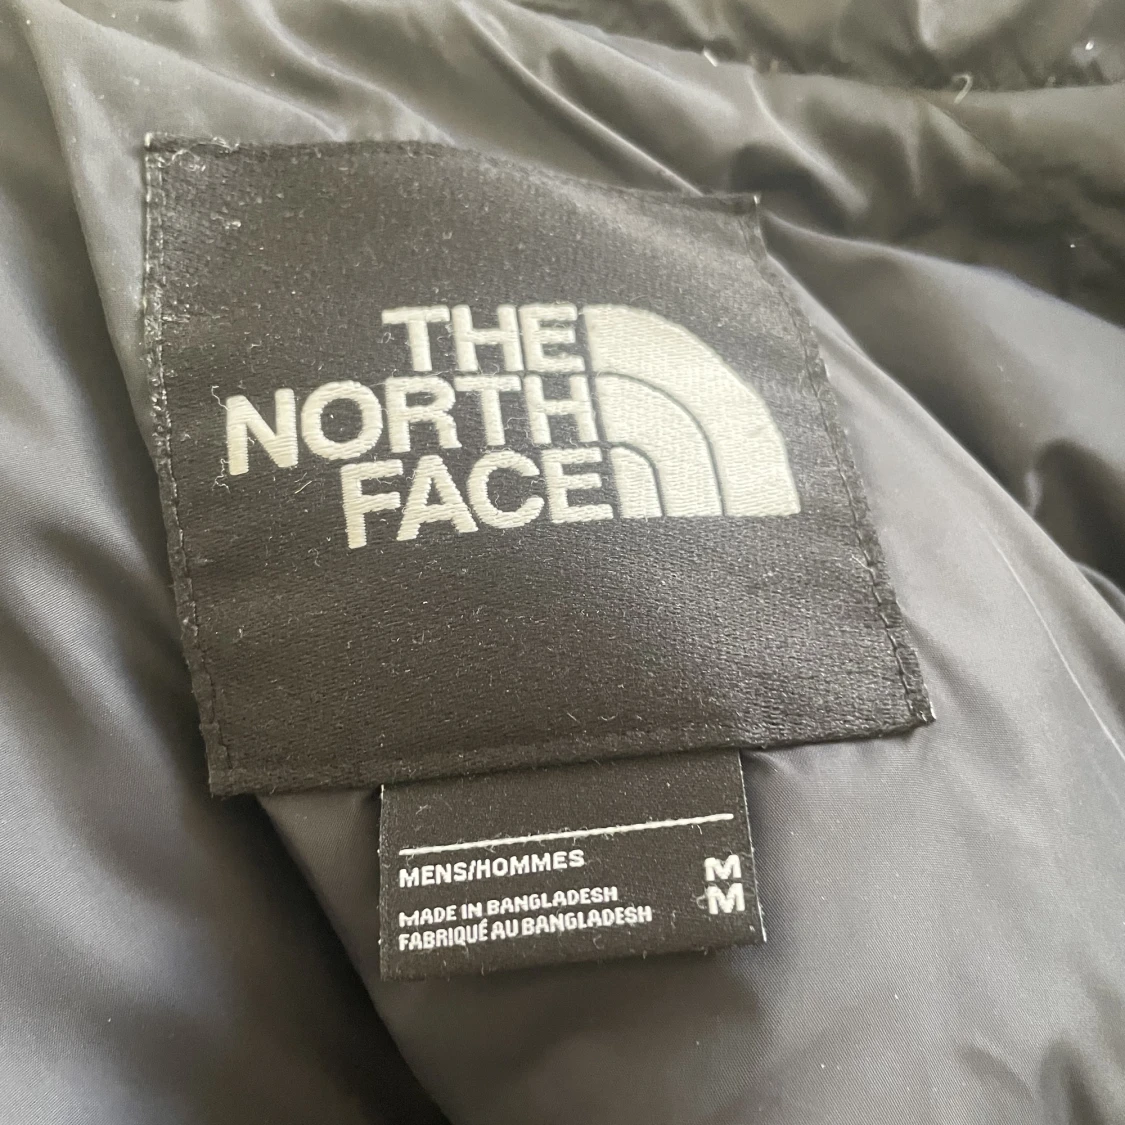 THE
NORTH
FACE
MENS/HOMMES M
MADE IN BANGLADESH M
FABRIQUÉ AU BANGLADESH